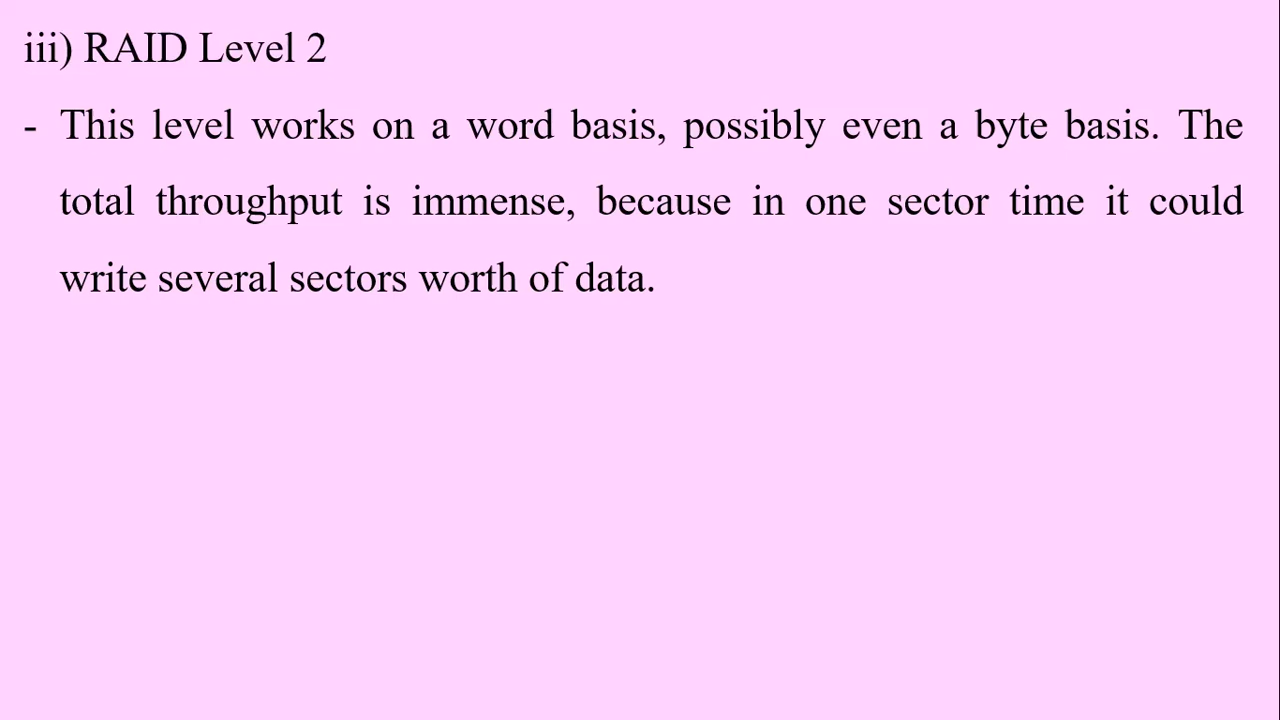 iii) RAID Level 2
- This level works on a word basis, possibly even a byte basis. The
total throughput is immense, because in one sector time it could
write several sectors worth of data.